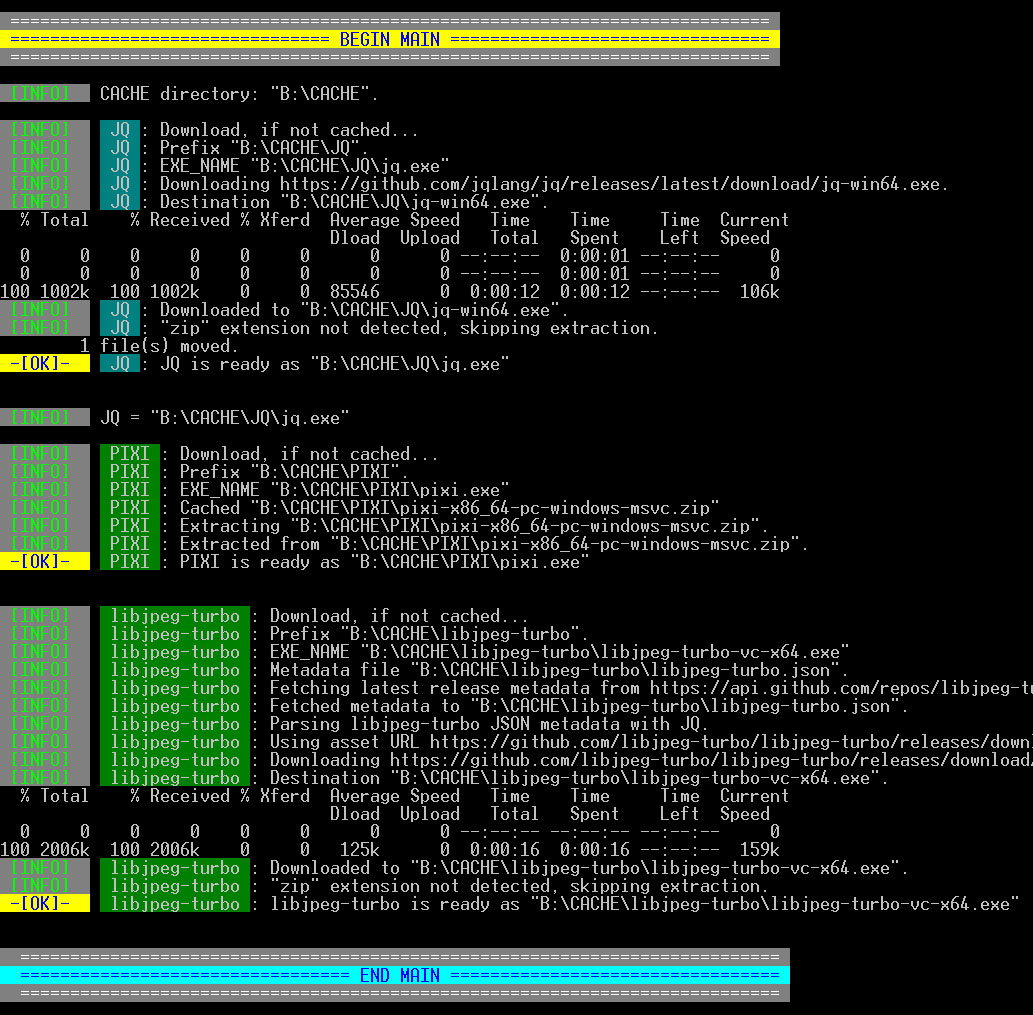 ============================================================================
================================ BEGIN MAIN ================================
============================================================================
[INFO] CACHE directory: "B:\CACHE".
[INFO] JQ : Download, if not cached...
[INFO] JQ : Prefix "B:\CACHE\JQ".
[INFO] JQ : EXE_NAME "B:\CACHE\JQ\jq.exe"
[INFO] JQ : Downloading https://github.com/jqlang/jq/releases/latest/download/jq-win64.exe.
[INFO] JQ : Destination "B:\CACHE\JQ\jq-win64.exe".
% Total % Received % Xferd Average Speed Time Time Time Current
Dload Upload Total Spent Left Speed
0 0 0 0 0 0 0 0 --:--:-- 0:00:01 --:--:-- 0
0 0 0 0 0 0 0 0 --:--:-- 0:00:01 --:--:-- 0
100 1002k 100 1002k 0 0 85546 0 0:00:12 0:00:12 --:--:-- 106k
[INFO] JQ : Downloaded to "B:\CACHE\JQ\jq-win64.exe".
[INFO] JQ : "zip" extension not detected, skipping extraction.
1 file(s) moved.
-[OK]- JQ : JQ is ready as "B:\CACHE\JQ\jq.exe"
[INFO] JQ = "B:\CACHE\JQ\jq.exe"
[INFO] PIXI : Download, if not cached...
[INFO] PIXI : Prefix "B:\CACHE\PIXI".
[INFO] PIXI : EXE_NAME "B:\CACHE\PIXI\pixi.exe"
[INFO] PIXI : Cached "B:\CACHE\PIXI\pixi-x86_64-pc-windows-msvc.zip"
[INFO] PIXI : Extracting "B:\CACHE\PIXI\pixi-x86_64-pc-windows-msvc.zip".
[INFO] PIXI : Extracted from "B:\CACHE\PIXI\pixi-x86_64-pc-windows-msvc.zip".
-[OK]- PIXI : PIXI is ready as "B:\CACHE\PIXI\pixi.exe"
[INFO] libjpeg-turbo : Download, if not cached...
[INFO] libjpeg-turbo : Prefix "B:\CACHE\libjpeg-turbo".
[INFO] libjpeg-turbo : EXE_NAME "B:\CACHE\libjpeg-turbo\libjpeg-turbo-vc-x64.exe"
[INFO] libjpeg-turbo : Metadata file "B:\CACHE\libjpeg-turbo\libjpeg-turbo.json".
[INFO] libjpeg-turbo : Fetching latest release metadata from https://api.github.com/repos/libjpeg-tu
[INFO] libjpeg-turbo : Fetched metadata to "B:\CACHE\libjpeg-turbo\libjpeg-turbo.json".
[INFO] libjpeg-turbo : Parsing libjpeg-turbo JSON metadata with JQ.
[INFO] libjpeg-turbo : Using asset URL https://github.com/libjpeg-turbo/libjpeg-turbo/releases/downl
[INFO] libjpeg-turbo : Downloading https://github.com/libjpeg-turbo/libjpeg-turbo/releases/download/
[INFO] libjpeg-turbo : Destination "B:\CACHE\libjpeg-turbo\libjpeg-turbo-vc-x64.exe".
% Total % Received % Xferd Average Speed Time Time Time Current
Dload Upload Total Spent Left Speed
0 0 0 0 0 0 0 0 --:--:-- --:--:-- --:--:-- 0
100 2006k 100 2006k 0 0 125k 0 0:00:16 0:00:16 --:--:-- 159k
[INFO] libjpeg-turbo : Downloaded to "B:\CACHE\libjpeg-turbo\libjpeg-turbo-vc-x64.exe".
[INFO] libjpeg-turbo : "zip" extension not detected, skipping extraction.
-[OK]- libjpeg-turbo : libjpeg-turbo is ready as "B:\CACHE\libjpeg-turbo\libjpeg-turbo-vc-x64.exe"
============================================================================
================================= END MAIN =================================
============================================================================